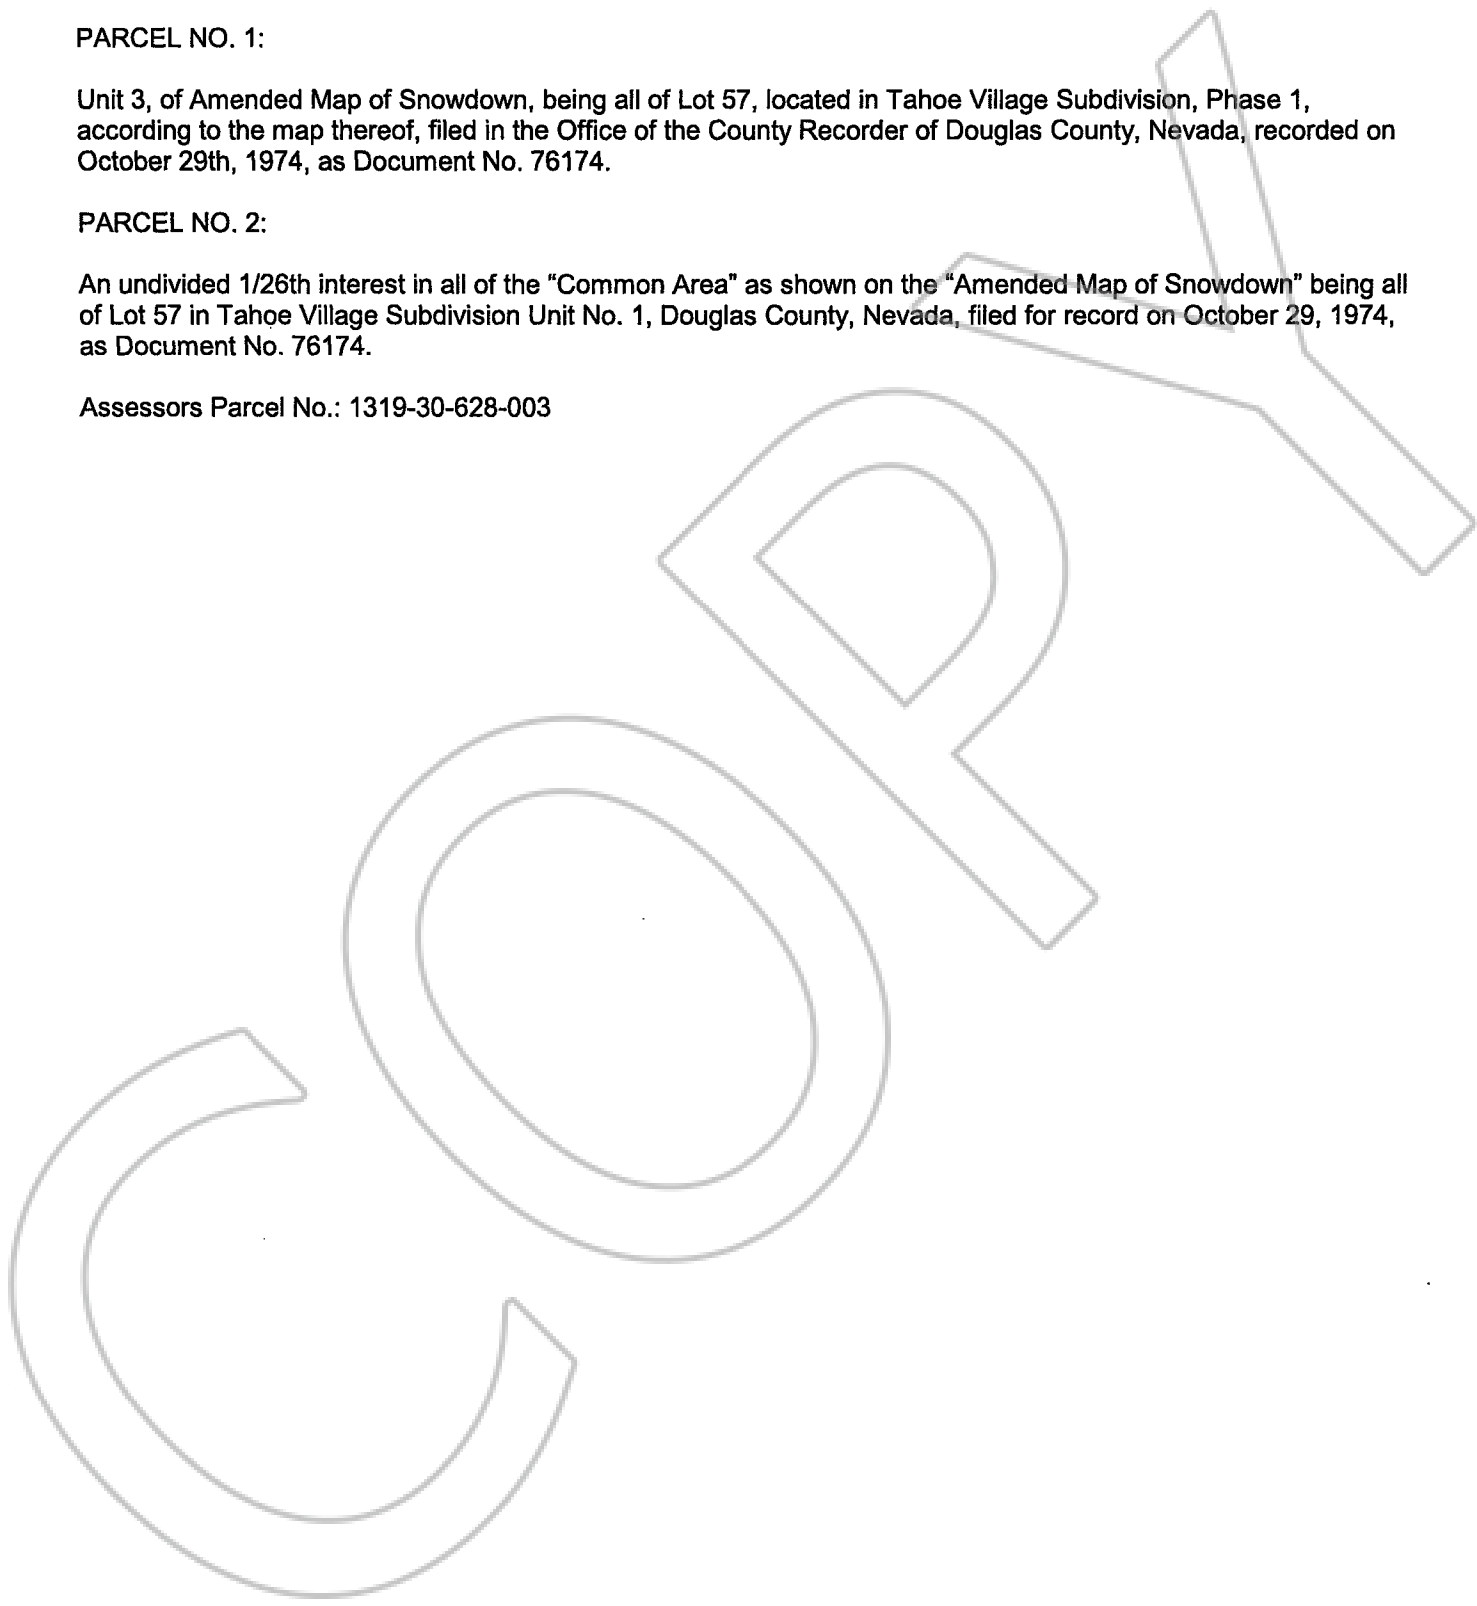 PARCEL NO. 1:
Unit 3, of Amended Map of Snowdown, being all of Lot 57, located in Tahoe Village Subdivision, Phase 1,
according to the map thereof, filed in the Office of the County Recorder of Douglas County, Nevada, recorded on
October 29th, 1974, as Document No. 76174.
PARCEL NO. 2:
An undivided 1/26th interest in all of the "Common Area" as shown on the “Amended Map of Snowdown” being all
of Lot 57 in Tahoe Village Subdivision Unit No. 1, Douglas County, Nevada, filed for record on October 29, 1974,
as Document No. 76174.
Assessors Parcel No.: 1319-30-628-003
COPY